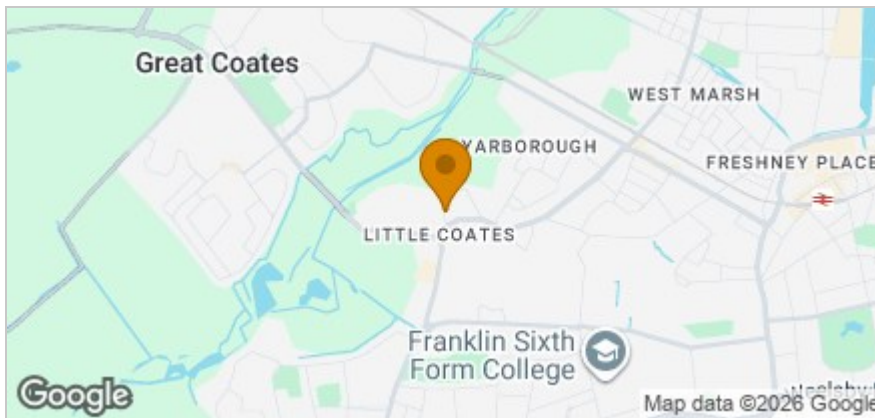 Great Coates
WEST MARSH
YARBOROUGH
FRESHNEY PLACE
LITTLE COATES
Franklin Sixth
Form College
Google
Map data ©2026 Google